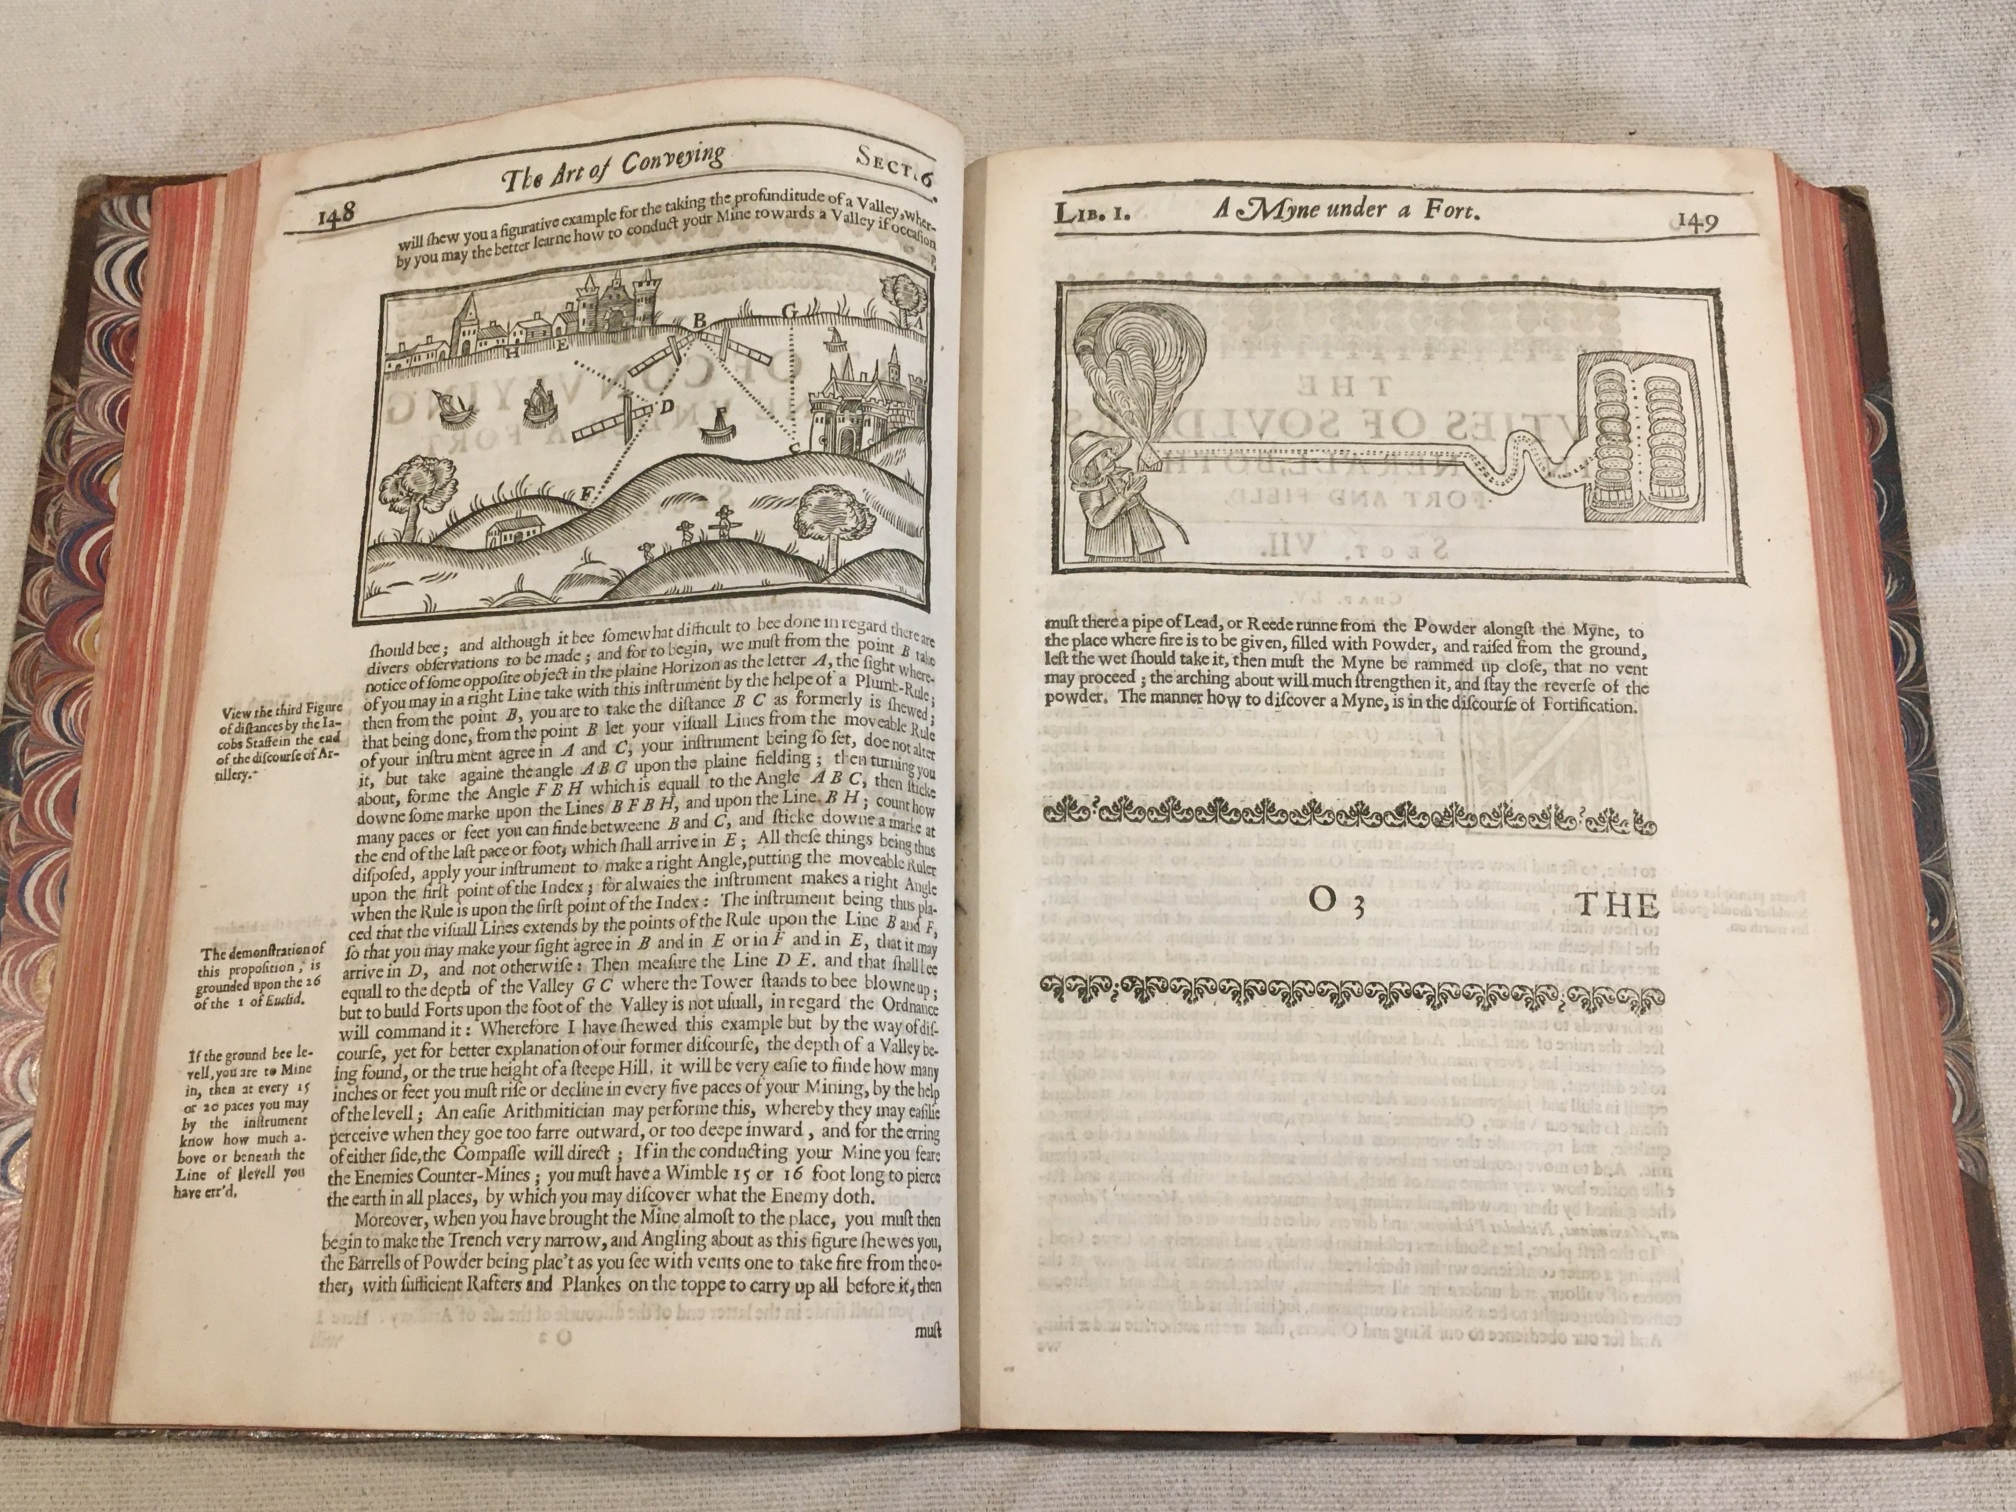 148
The Art of Conveying
SECT. 6.
will ſhew you a figurative example for the taking the profunditude of a Valley, wher-
by you may the better learne how to conduct your Mine towards a Valley if occaſion
B
G
A
H
E
D
C
F
ſhould bee; and although it bee ſomewhat difficult to bee done in regard there are
divers obſervations to be made; and for to begin, we muſt from the point B take
notice of ſome oppoſite object in the plaine Horizon as the letter A, the ſight where-
of you may in a right Line take with this inſtrument by the helpe of a Plumb-Rule;
then from the point B, you are to take the diſtance B C as formerly is ſhewed;
that being done, from the point B let your viſuall Lines from the moveable Rule
of your inſtrument agree in A and C, your inſtrument being ſo ſet, doe not alter
it, but take againe the angle A B C upon the plaine fielding; then turning you
about, forme the Angle F B H which is equall to the Angle A B C, then ſticke
downe ſome marke upon the Lines B F B H, and upon the Line B H; count how
many paces or feet you can finde betweene B and C, and ſticke downe a marke at
the end of the laſt pace or foot, which ſhall arrive in E; All theſe things being thus
diſpoſed, apply your inſtrument to make a right Angle, putting the moveable Ruler
upon the firſt point of the Index; for alwaies the inſtrument makes a right Angle
when the Rule is upon the firſt point of the Index: The inſtrument being thus pla-
ced that the viſuall Lines extends by the points of the Rule upon the Line B and F,
ſo that you may make your ſight agree in B and in E or in F and in E, that it may
arrive in D, and not otherwiſe: Then meaſure the Line D E. and that ſhall bee
equall to the depth of the Valley G C where the Tower ſtands to bee blowne up;
but to build Forts upon the foot of the Valley is not uſuall, in regard the Ordnance
will command it: Wherefore I have ſhewed this example but by the way of diſ-
courſe, yet for better explanation of our former diſcourſe, the depth of a Valley be-
ing found, or the true height of a ſteepe Hill, it will be very eaſie to finde how many
inches or feet you muſt riſe or decline in every five paces of your Mining, by the help
of the levell; An eaſie Arithmitician may performe this, whereby they may eaſilie
perceive when they goe too farre outward, or too deepe inward, and for the erring
of either ſide, the Compaſſe will direct; If in the conducting your Mine you feare
the Enemies Counter-Mines; you muſt have a Wimble 15 or 16 foot long to pierce
the earth in all places, by which you may diſcover what the Enemy doth.
Moreover, when you have brought the Mine almoſt to the place, you muſt then
begin to make the Trench very narrow, and Angling about as this figure ſhewes you,
the Barrells of Powder being plac't as you ſee with vents one to take fire from the o-
ther, with ſufficient Rafters and Plankes on the toppe to carry up all before it, then
muſt
View the third Figure
of diſtances by the Ia-
cobs Staffe in the end
of the diſcourſe of Ar-
tillery.
The demonſtration of
this propoſition, is
grounded upon the 26
of the 1 of Euclid.
If the ground bee le-
vell, you are to Mine
in, then at every 15
or 20 paces you may
by the inſtrument
know how much a-
bove or beneath the
Line of levell you
have err'd.
LIB. I.
A Myne under a Fort.
149
muſt there a pipe of Lead, or Reede runne from the Powder alongſt the Myne, to
the place where fire is to be given, filled with Powder, and raiſed from the ground,
leſt the wet ſhould take it, then muſt the Myne be rammed up cloſe, that no vent
may proceed; the arching about will much ſtrengthen it, and ſtay the reverſe of the
powder. The manner how to diſcover a Myne, is in the diſcourſe of Fortification.
O 3
THE